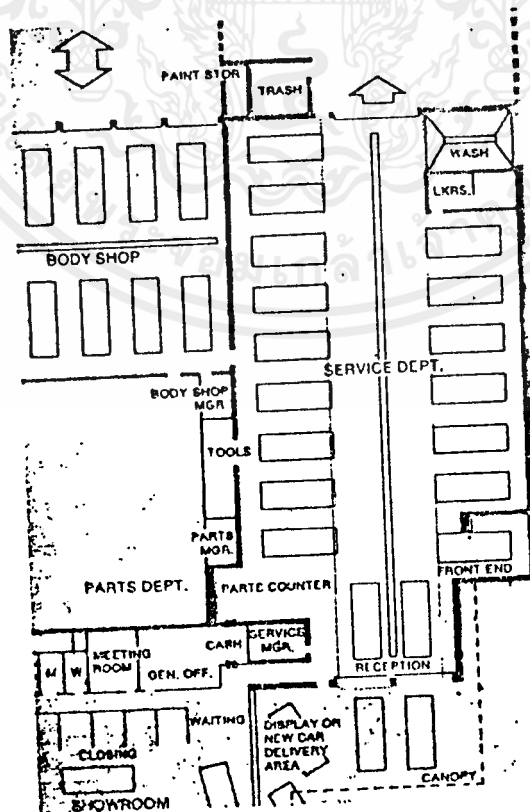 PAINT STOR
TRASH
WASH
LKRS.
BODY SHOP
SERVICE DEPT.
BODY SHOP
MGR.
TOOLS
PARTS
MGR.
FRONT END
PARTS DEPT.
PARTS COUNTER
MEETING
ROOM
M
W
GEN. OFF.
CASH
SERVICE
MGR.
RECEPTION
WAITING
DISPLAY OR
NEW CAR
DELIVERY
AREA
CLOSING
SHOWROOM
CANOPY